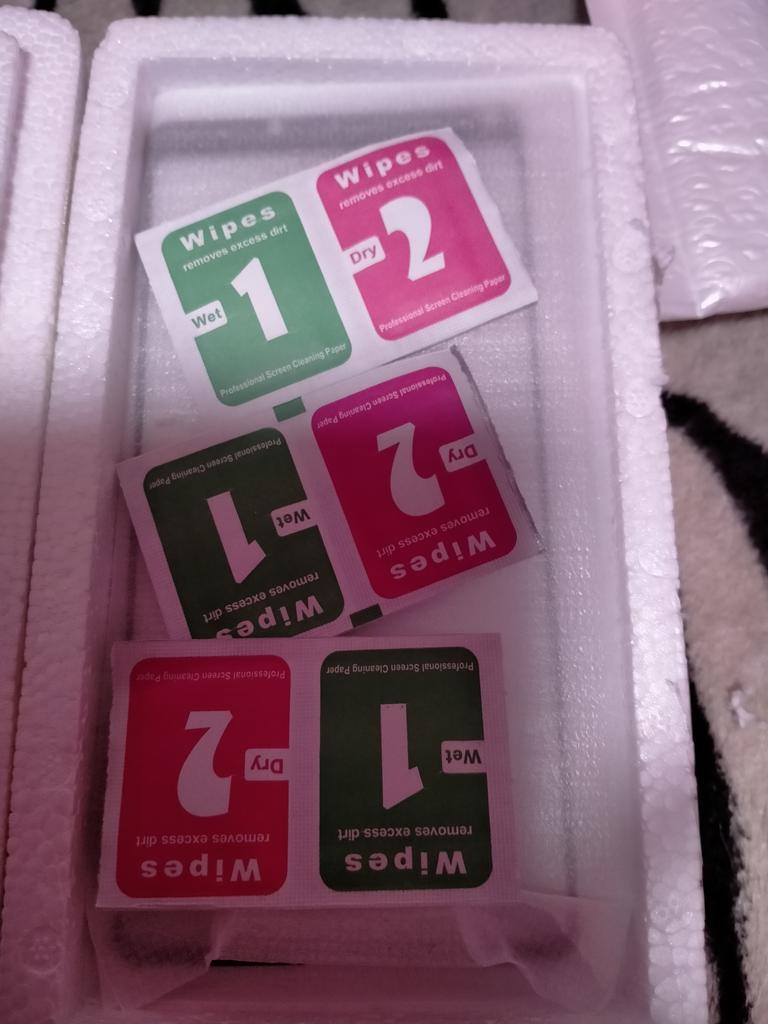 Wipes
removes excess dirt
Wet
1
Professional Screen Cleaning Paper
Wipes
removes excess dirt
Dry
2
Professional Screen Cleaning Paper
Wipes
removes excess dirt
Wet
1
Professional Screen Cleaning Paper
Wipes
removes excess dirt
Dry
2
Professional Screen Cleaning Paper
Wipes
removes excess dirt
Wet
1
Professional Screen Cleaning Paper
Wipes
removes excess dirt
Dry
2
Professional Screen Cleaning Paper